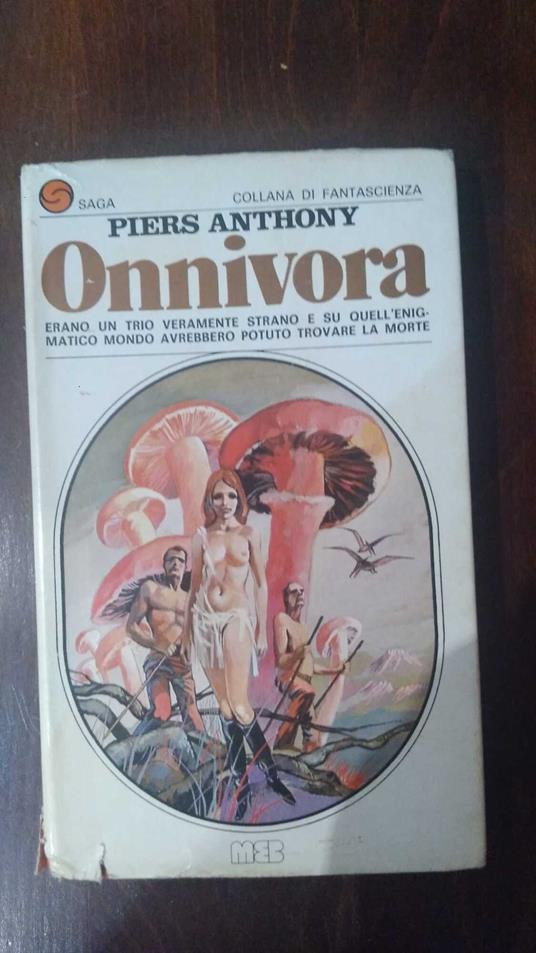 SAGA COLLANA DI FANTASCIENZA
PIERS ANTHONY
Onnivora
ERANO UN TRIO VERAMENTE STRANO E SU QUELL'ENIG-
MATICO MONDO AVREBBERO POTUTO TROVARE LA MORTE
MEB